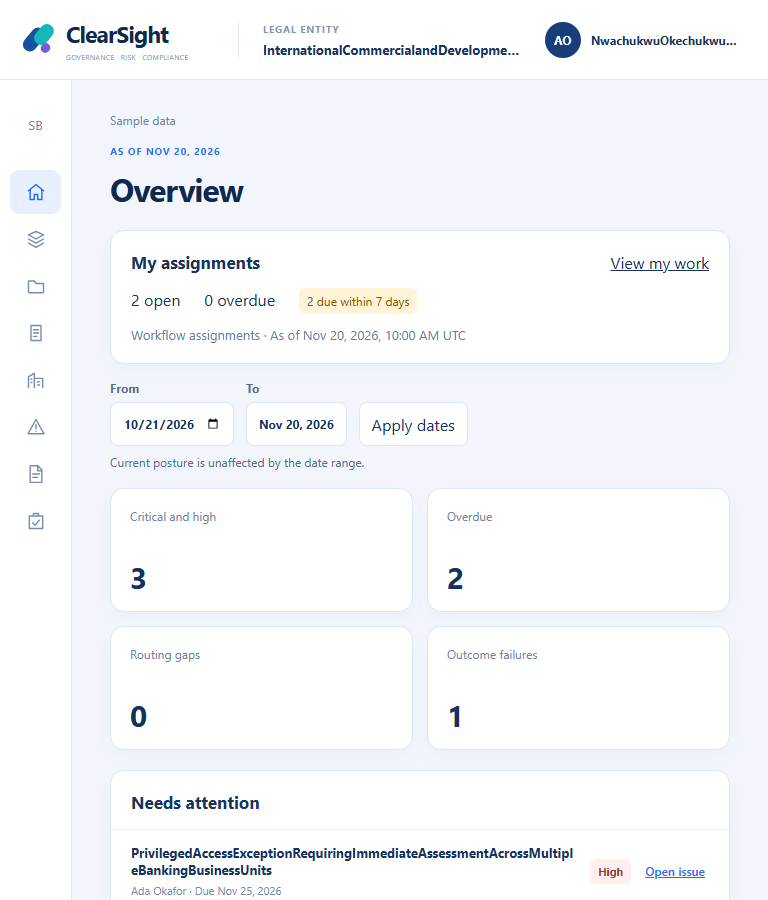 ClearSight
GOVERNANCE · RISK · COMPLIANCE
LEGAL ENTITY
InternationalCommercialandDevelopme...
AO
NwachukwuOkechukwu...
SB
Sample data
AS OF NOV 20, 2026
Overview
My assignments
View my work
2 open
0 overdue
2 due within 7 days
Workflow assignments · As of Nov 20, 2026, 10:00 AM UTC
From
To
10/21/2026
Nov 20, 2026
Apply dates
Current posture is unaffected by the date range.
Critical and high
Overdue
3
2
Routing gaps
Outcome failures
0
1
Needs attention
PrivilegedAccessExceptionRequiringImmediateAssessmentAcrossMultipl
eBankingBusinessUnits
High
Open issue
Ada Okafor · Due Nov 25, 2026